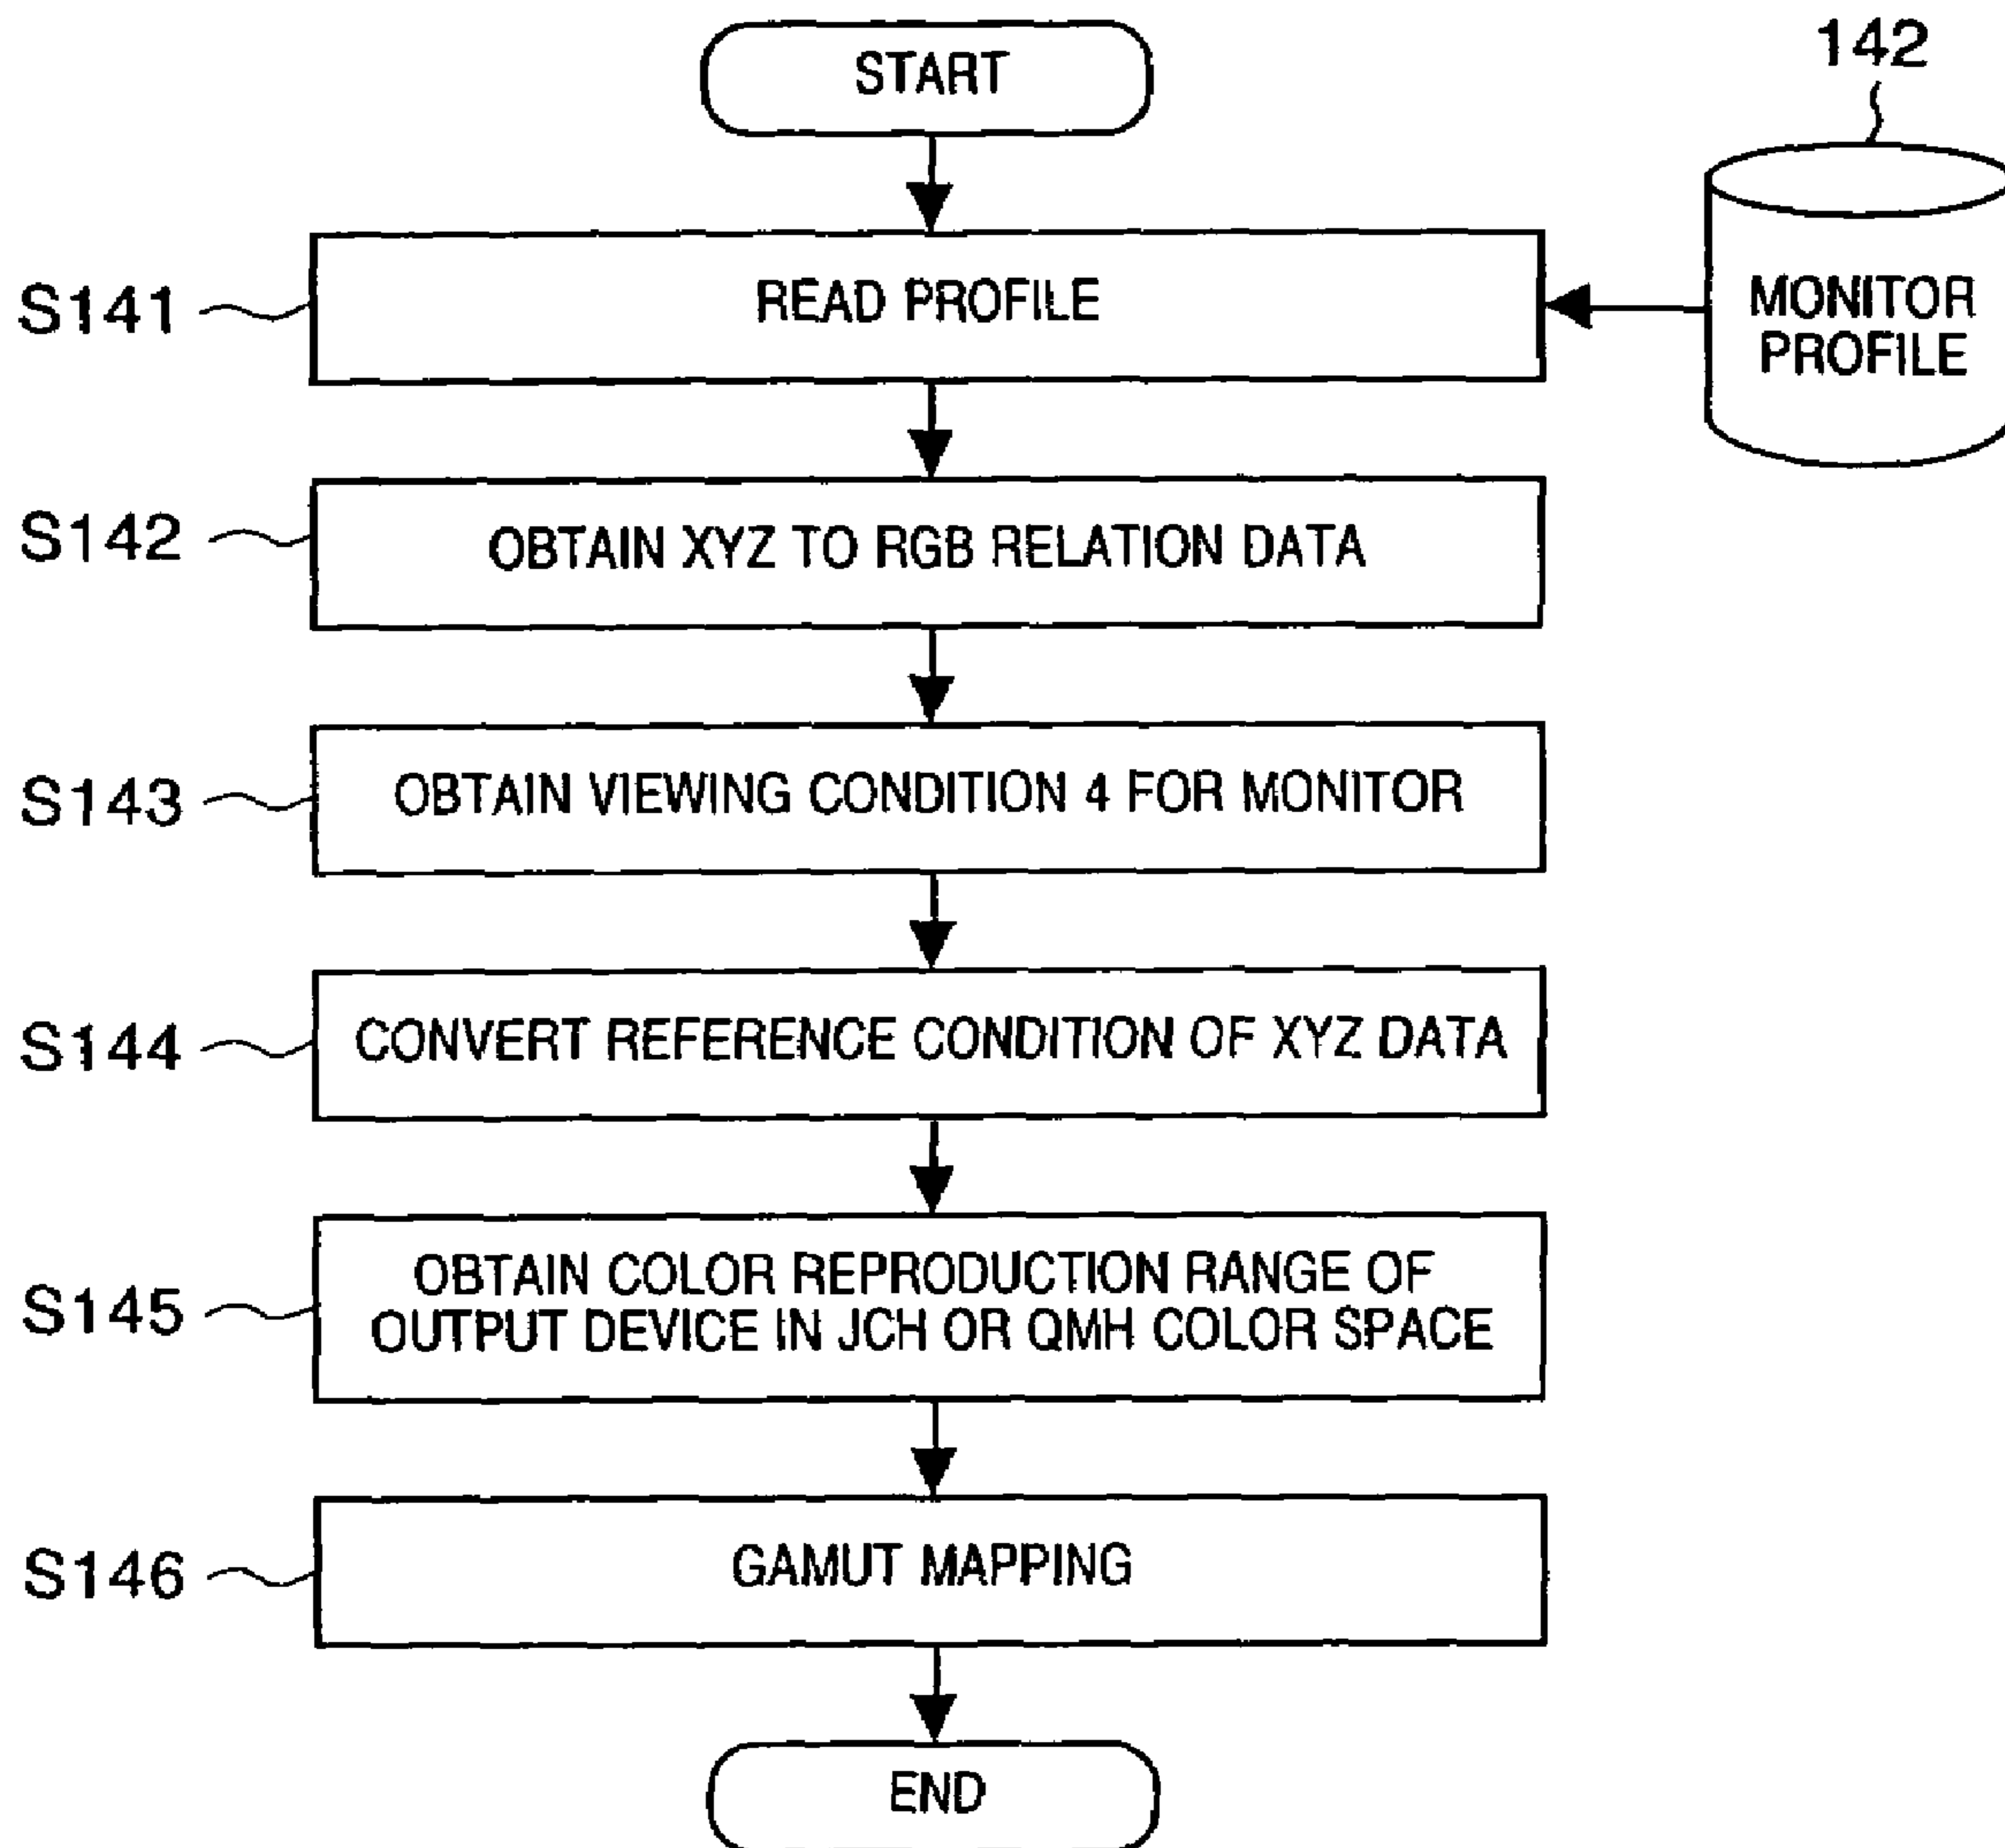 START
142
S141
READ PROFILE
MONITOR
PROFILE
S142
OBTAIN XYZ TO RGB RELATION DATA
S143
OBTAIN VIEWING CONDITION 4 FOR MONITOR
S144
CONVERT REFERENCE CONDITION OF XYZ DATA
S145
OBTAIN COLOR REPRODUCTION RANGE OF
OUTPUT DEVICE IN JCH OR QMH COLOR SPACE
S146
GAMUT MAPPING
END